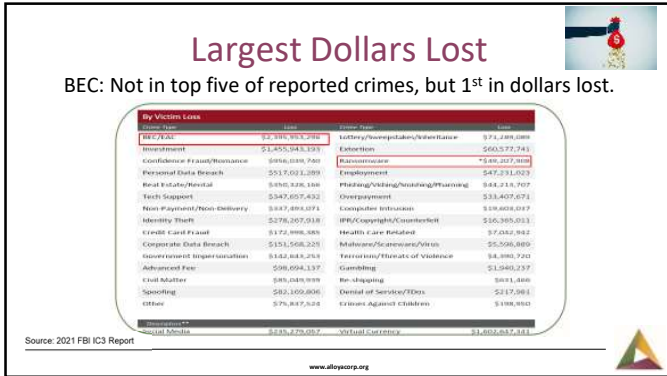 Largest Dollars Lost
BEC: Not in top five of reported crimes, but 1st in dollars lost.
By Victim Loss
Crime Type Loss Crime Type Loss
BEC/EAC $2,395,953,296 Lottery/Sweepstakes/Inheritance $71,289,089
Investment $1,455,943,193 Extortion $60,577,741
Confidence Fraud/Romance $956,039,740 Ransomware *$49,207,908
Personal Data Breach $517,021,289 Employment $47,231,023
Real Estate/Rental $350,328,166 Phishing/Vishing/Smishing/Pharming $44,213,707
Tech Support $347,657,432 Overpayment $33,407,671
Non-Payment/Non-Delivery $337,493,071 Computer Intrusion $19,603,037
Identity Theft $278,267,918 IPR/Copyright/Counterfeit $16,365,011
Credit Card Fraud $172,998,385 Health Care Related $7,042,942
Corporate Data Breach $151,568,225 Malware/Scareware/Virus $5,596,889
Government Impersonation $142,643,253 Terrorism/Threats of Violence $4,390,720
Advanced Fee $98,694,137 Gambling $1,940,237
Civil Matter $85,049,939 Re-shipping $631,466
Spoofing $82,169,806 Denial of Service/TDos $217,981
Other $75,837,524 Crimes Against Children $198,950
Descriptors**
Social Media $235,279,057 Virtual Currency $1,602,647,341
Source: 2021 FBI IC3 Report
www.alloyacorp.org